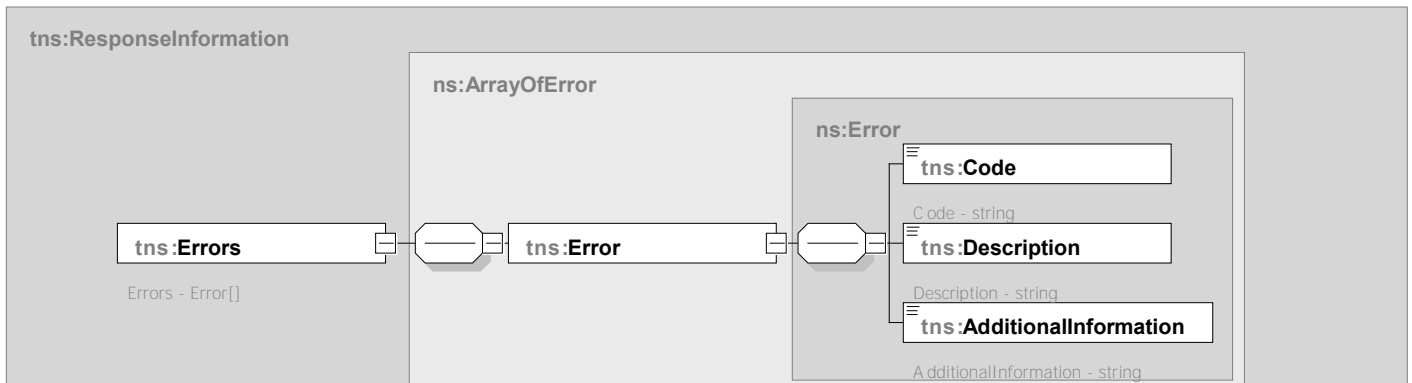 tns:ResponseInformation
ns:ArrayOfError
ns:Error
tns:Code
Code - string
tns:Errors
tns:Error
tns:Description
Errors - Error[]
Description - string
tns:AdditionalInformation
AdditionalInformation - string